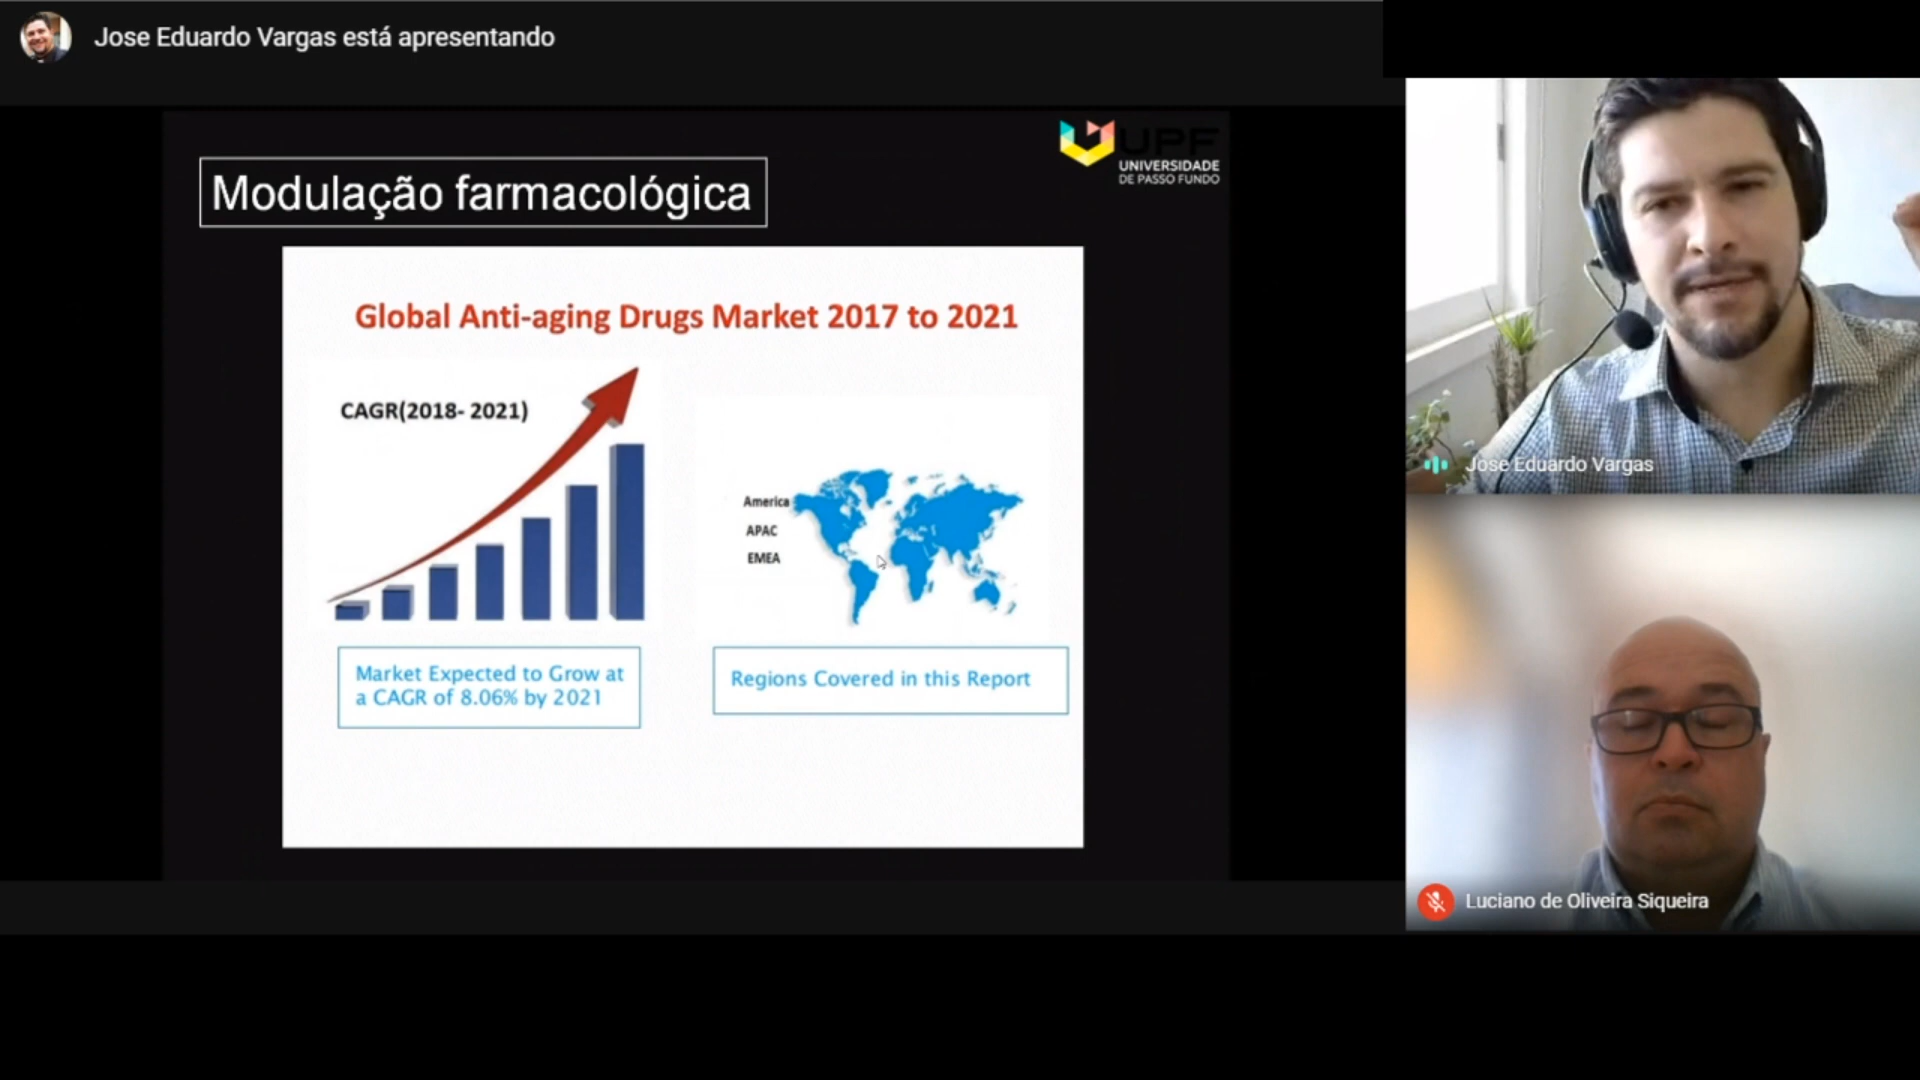 Jose Eduardo Vargas está apresentando
UPF
UNIVERSIDADE
DE PASSO FUNDO
Modulação farmacológica
Global Anti-aging Drugs Market 2017 to 2021
CAGR(2018- 2021)
America
APAC
EMEA
Market Expected to Grow at
a CAGR of 8.06% by 2021
Regions Covered in this Report
Jose Eduardo Vargas
Luciano de Oliveira Siqueira